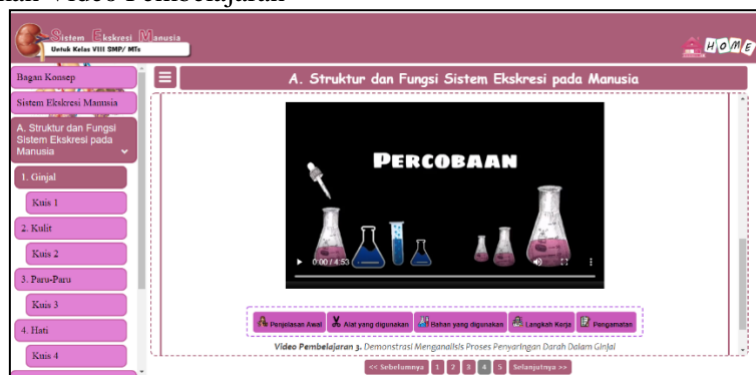 Sistem Ekskresi Manusia
Untuk Kelas VIII SMP/ MTs
HOME
Bagan Konsep
Sistem Ekskresi Manusia
A. Struktur dan Fungsi
Sistem Ekskresi pada
Manusia
1. Ginjal
Kuis 1
2. Kulit
Kuis 2
3. Paru-Paru
Kuis 3
4. Hati
Kuis 4
A. Struktur dan Fungsi Sistem Ekskresi pada Manusia
PERCOBAAN
0:00 / 4:53
Penjelasan Awal Alat yang digunakan Bahan yang digunakan Langkah Kerja Pengamatan
Video Pembelajaran 3. Demonstrasi Menganalisis Proses Penyaringan Darah Dalam Ginjal
<< Sebelumnya 1 2 3 4 5 Selanjutnya >>